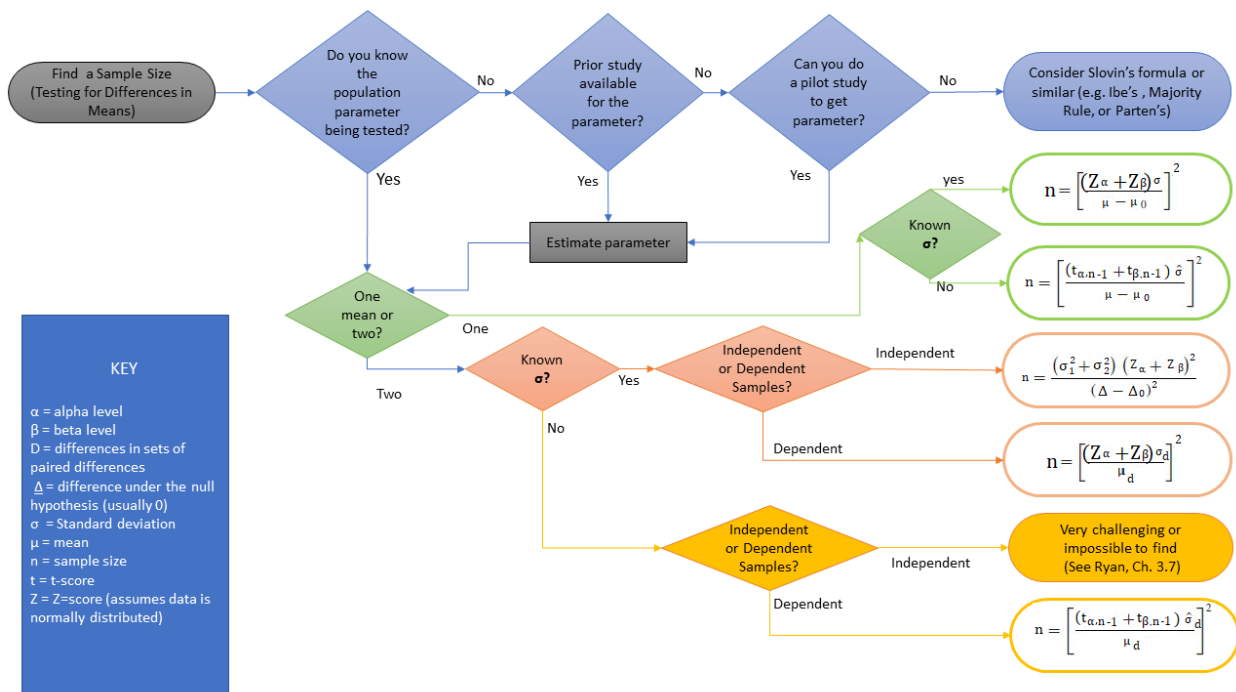 Find a Sample Size
(Testing for Differences in
Means)
Do you know
the
population
parameter
being tested?
No
Prior study
available
for the
parameter?
No
Can you do
a pilot study
to get
parameter?
No
Consider Slovin's formula or
similar (e.g. Ibe's , Majority
Rule, or Parten's)
Yes
Yes
Yes
Estimate parameter
One
mean or
two?
One
Known
σ?
yes
n = [(Zα + Zβ)σ / μ − μ0]^2
No
n = [(tα,n-1 + tβ,n-1) σ̂ / μ − μ0]^2
Two
Known
σ?
Yes
Independent
or Dependent
Samples?
Independent
n = (σ1^2 + σ2^2) (Zα + Zβ)^2 / (Δ − Δ0)^2
Dependent
n = [(Zα + Zβ)σd / μd]^2
No
Independent
or Dependent
Samples?
Independent
Very challenging or
impossible to find
(See Ryan, Ch. 3.7)
Dependent
n = [(tα,n-1 + tβ,n-1) σ̂d / μd]^2
KEY
α = alpha level
β = beta level
D = differences in sets of
paired differences
Δ = difference under the null
hypothesis (usually 0)
σ = Standard deviation
μ = mean
n = sample size
t = t-score
Z = Z=score (assumes data is
normally distributed)